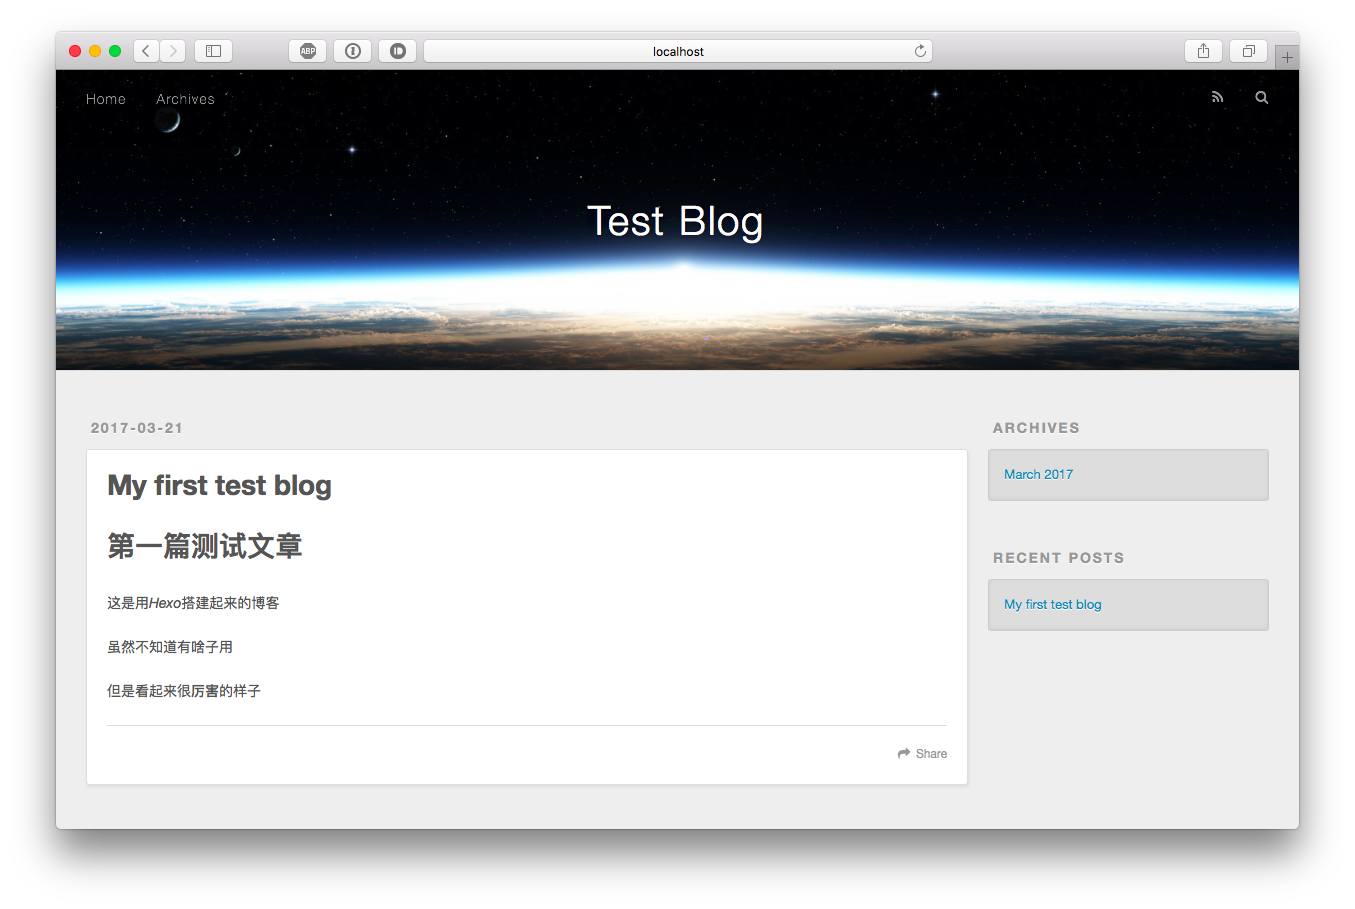 ABP
localhost
Home
Archives
Test Blog
2017-03-21
My first test blog
第一篇测试文章
这是用Hexo搭建起来的博客
虽然不知道有啥子用
但是看起来很厉害的样子
Share
ARCHIVES
March 2017
RECENT POSTS
My first test blog